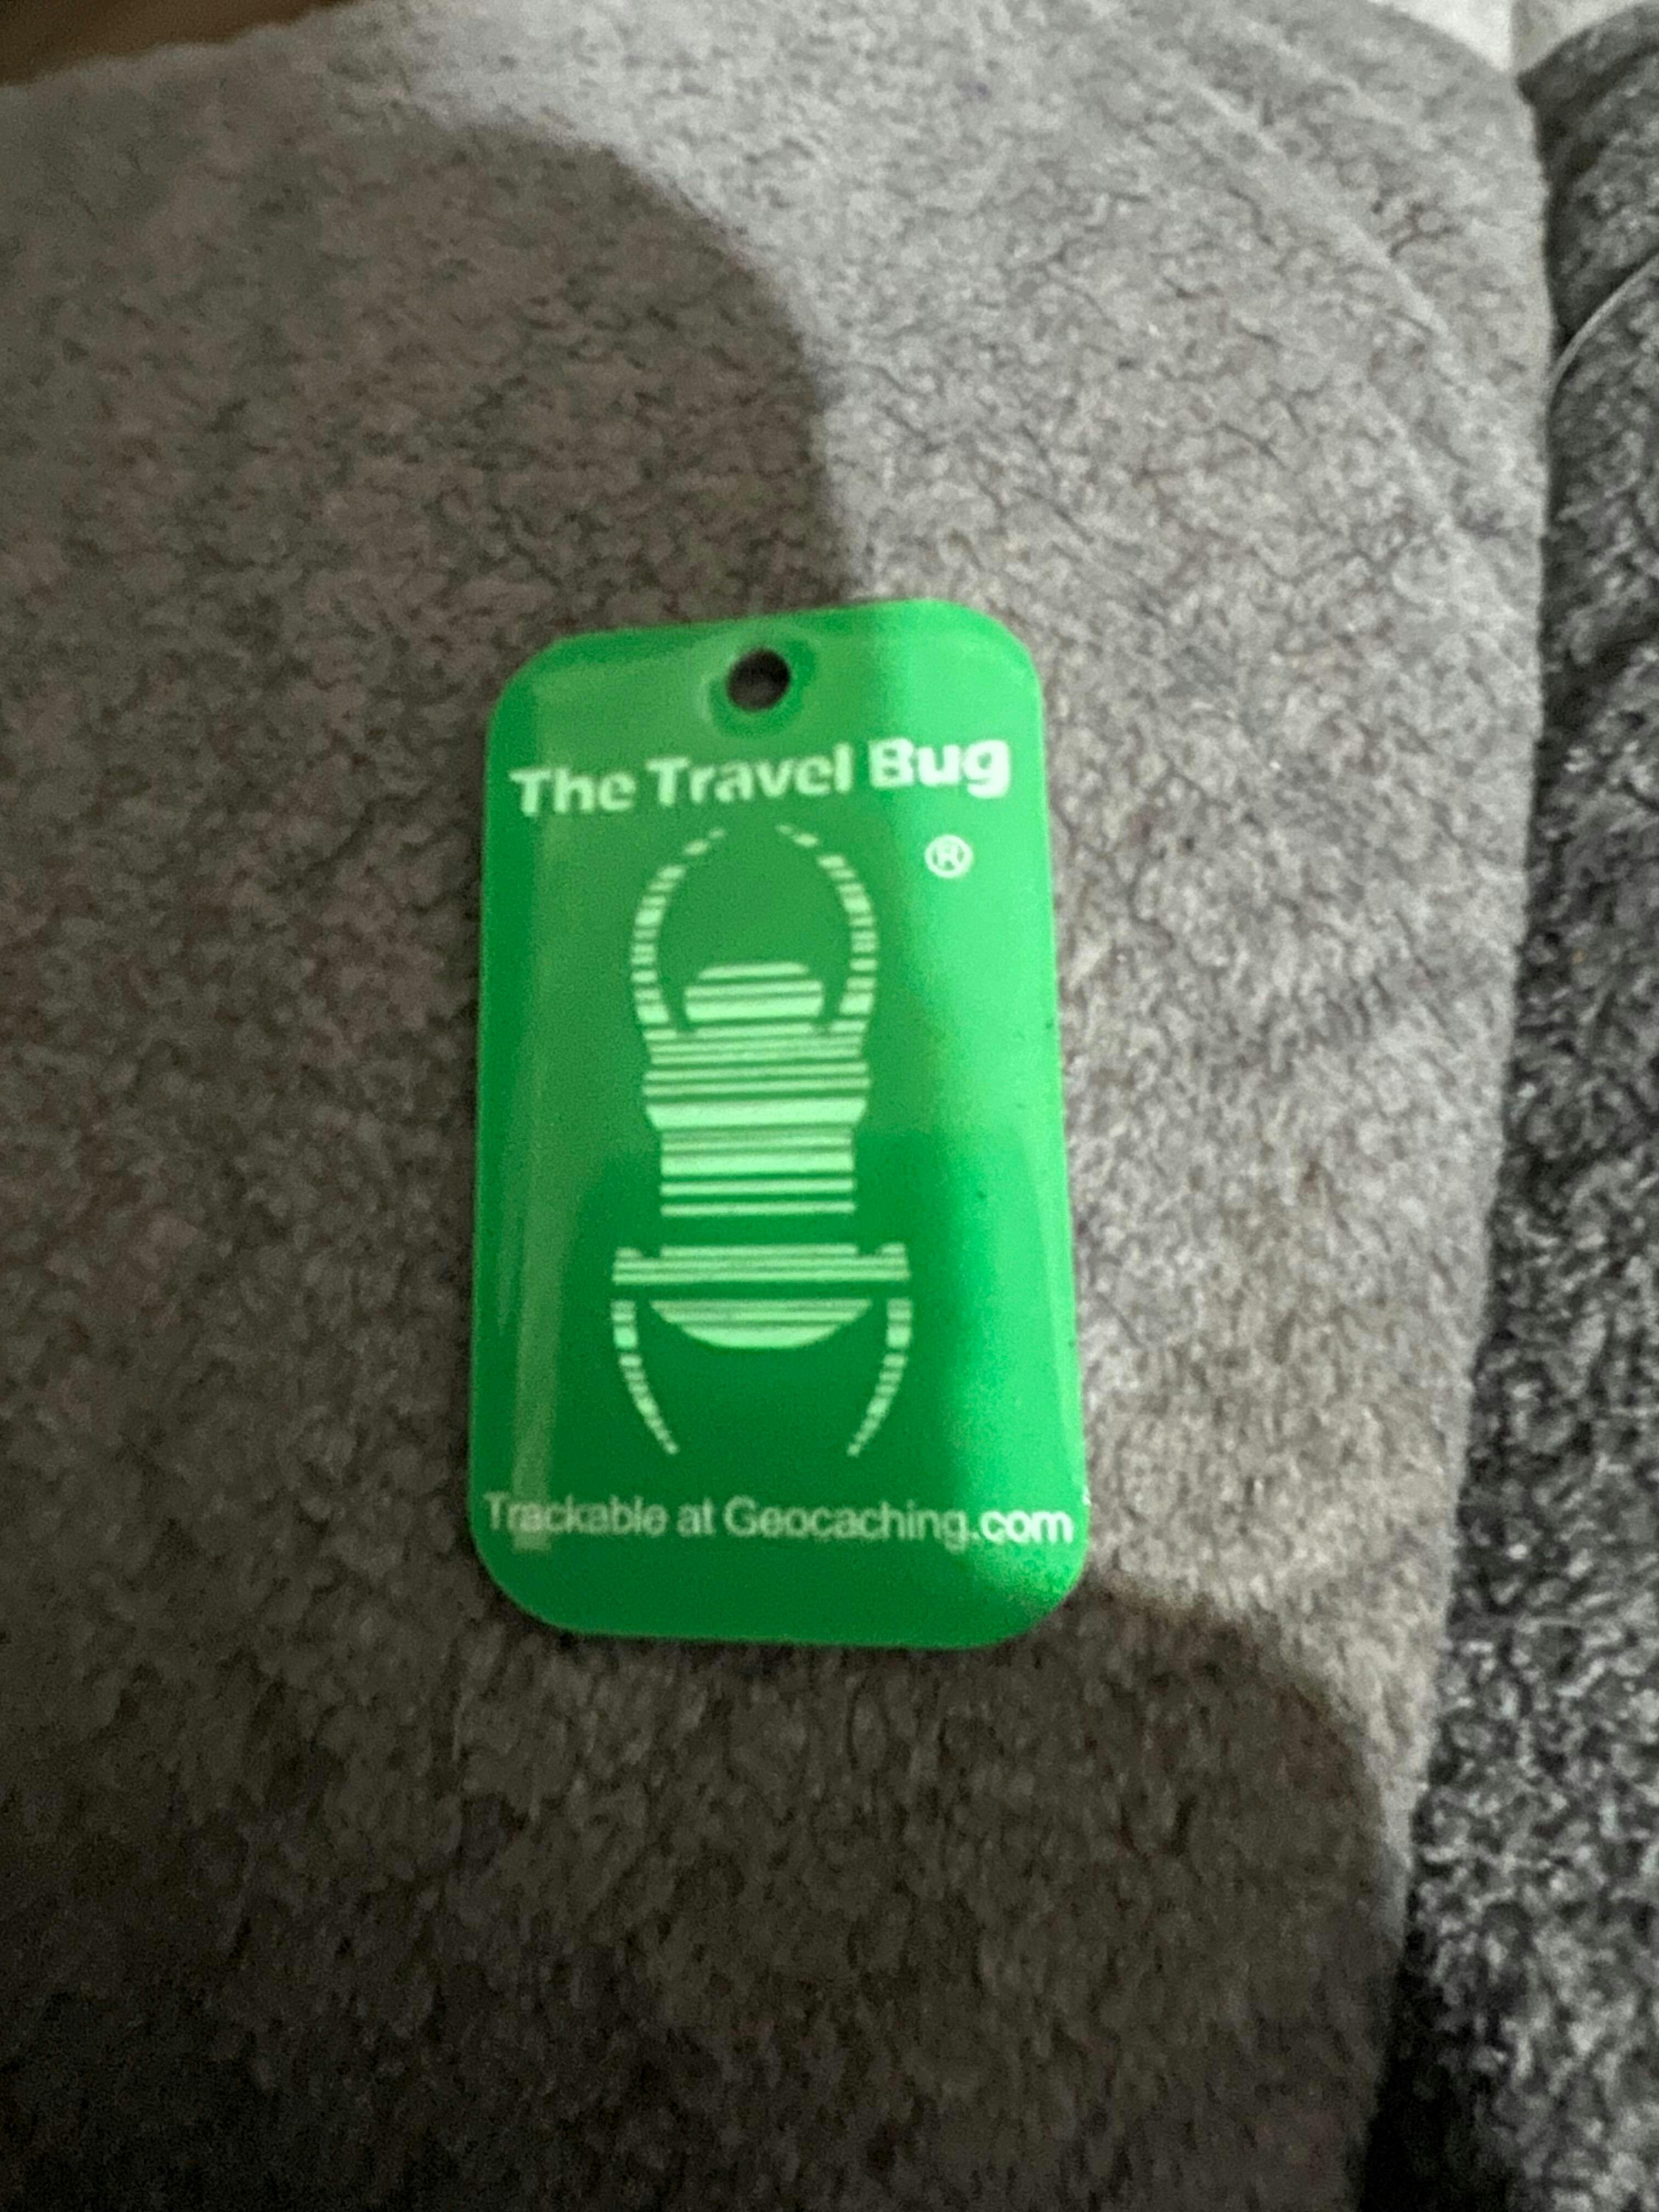 The Travel Bug
®
Trackable at Geocaching.com